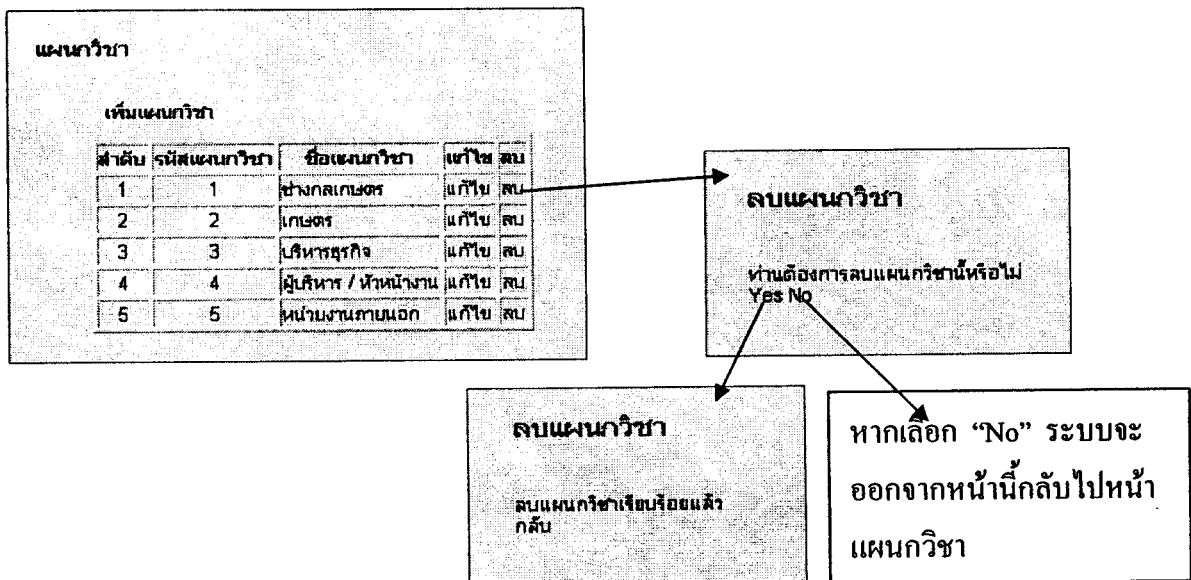 แผนกวิชา
เพิ่มแผนกวิชา
ลำดับ รหัสแผนกวิชา ชื่อแผนกวิชา แก้ไข ลบ
1 1 ช่างกลเกษตร แก้ไข ลบ
2 2 เกษตร แก้ไข ลบ
3 3 บริหารธุรกิจ แก้ไข ลบ
4 4 ผู้บริหาร / หัวหน้างาน แก้ไข ลบ
5 5 หน่วยงานภายนอก แก้ไข ลบ
ลบแผนกวิชา
ท่านต้องการลบแผนกวิชานี้หรือไม่
Yes No
ลบแผนกวิชา
ลบแผนกวิชาเรียบร้อยแล้ว
กลับ
หากเลือก “No” ระบบจะ
ออกจากหน้านี้กลับไปหน้า
แผนกวิชา